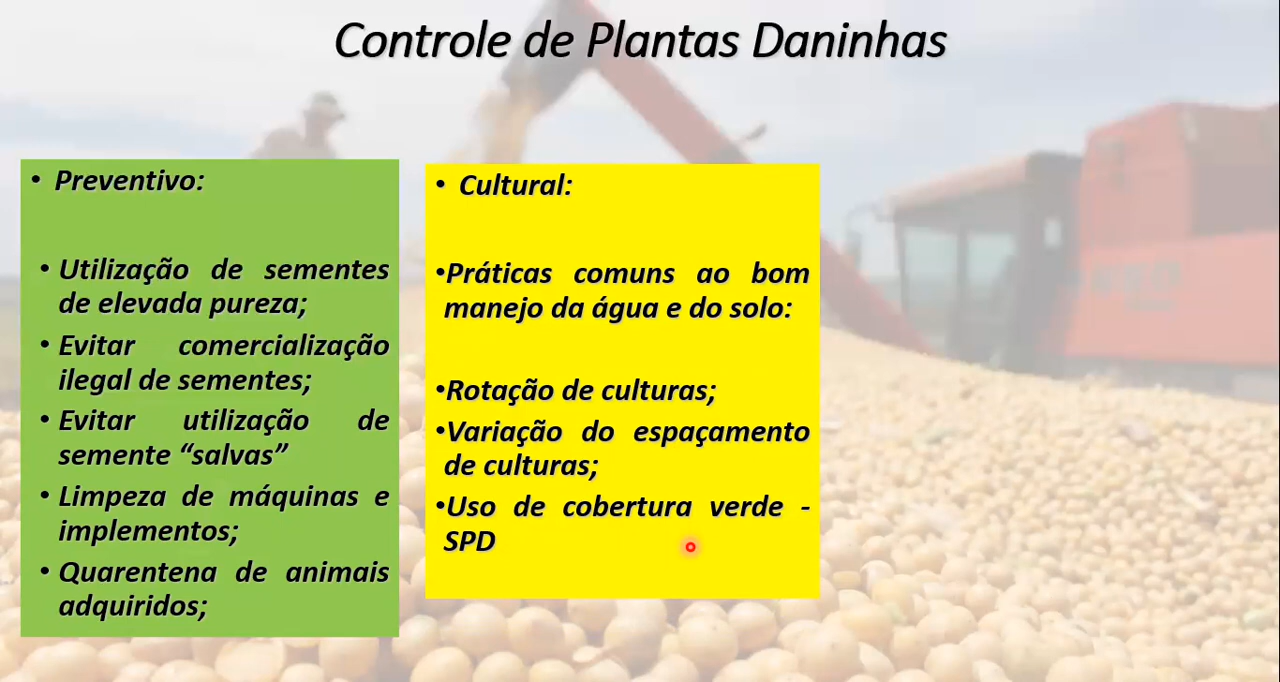 Controle de Plantas Daninhas
• Preventivo:
• Utilização de sementes
de elevada pureza;
• Evitar comercialização
ilegal de sementes;
• Evitar utilização de
semente “salvas”
• Limpeza de máquinas e
implementos;
• Quarentena de animais
adquiridos;
• Cultural:
•Práticas comuns ao bom
manejo da água e do solo:
•Rotação de culturas;
•Variação do espaçamento
de culturas;
•Uso de cobertura verde -
SPD